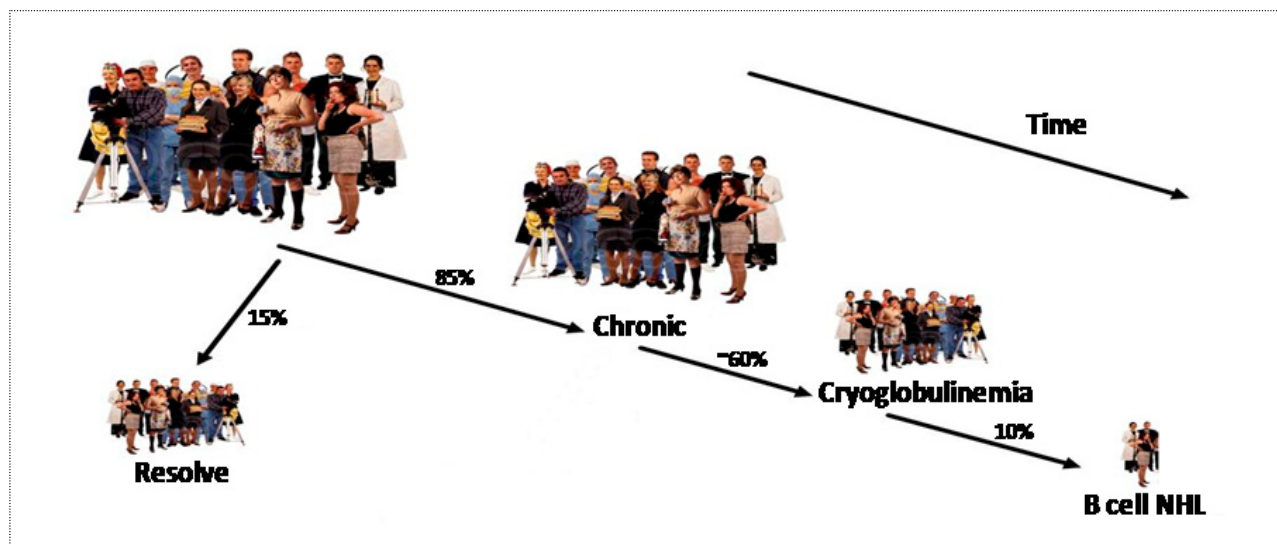 Time
85%
15%
Chronic
~60%
Cryoglobulinemia
10%
Resolve
B cell NHL